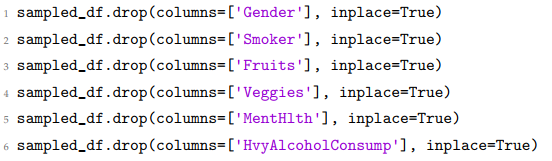 1 sampled_df.drop(columns=['Gender'], inplace=True)
2 sampled_df.drop(columns=['Smoker'], inplace=True)
3 sampled_df.drop(columns=['Fruits'], inplace=True)
4 sampled_df.drop(columns=['Veggies'], inplace=True)
5 sampled_df.drop(columns=['MentHlth'], inplace=True)
6 sampled_df.drop(columns=['HvyAlcoholConsump'], inplace=True)